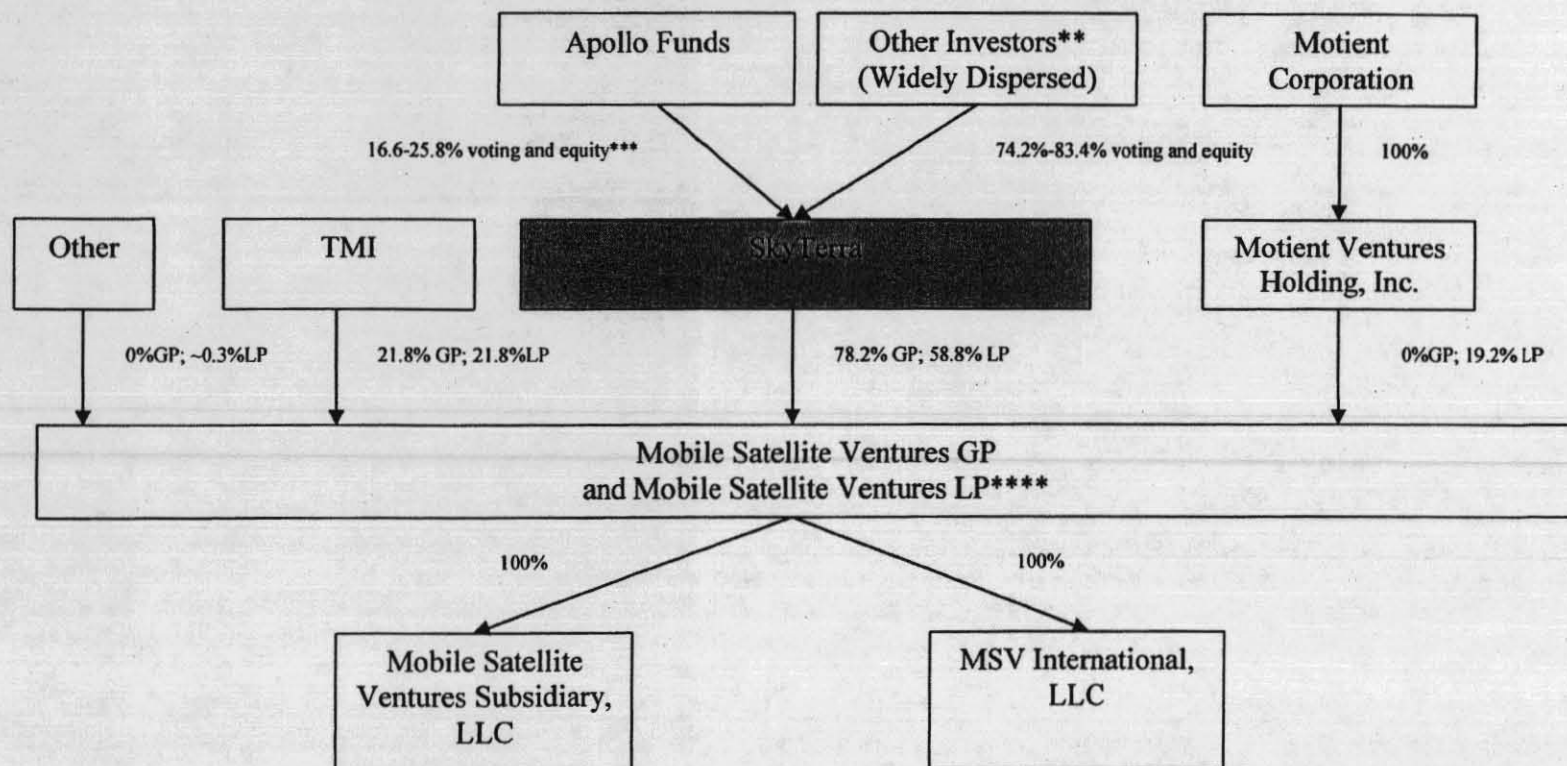 Apollo Funds
Other Investors**
(Widely Dispersed)
Motient
Corporation
16.6-25.8% voting and equity***
74.2%-83.4% voting and equity
100%
Other
TMI
SkyTerra
Motient Ventures
Holding, Inc.
0%GP; ~0.3%LP
21.8% GP; 21.8%LP
78.2% GP; 58.8% LP
0%GP; 19.2% LP
Mobile Satellite Ventures GP
and Mobile Satellite Ventures LP****
100%
100%
Mobile Satellite
Ventures Subsidiary,
LLC
MSV International,
LLC